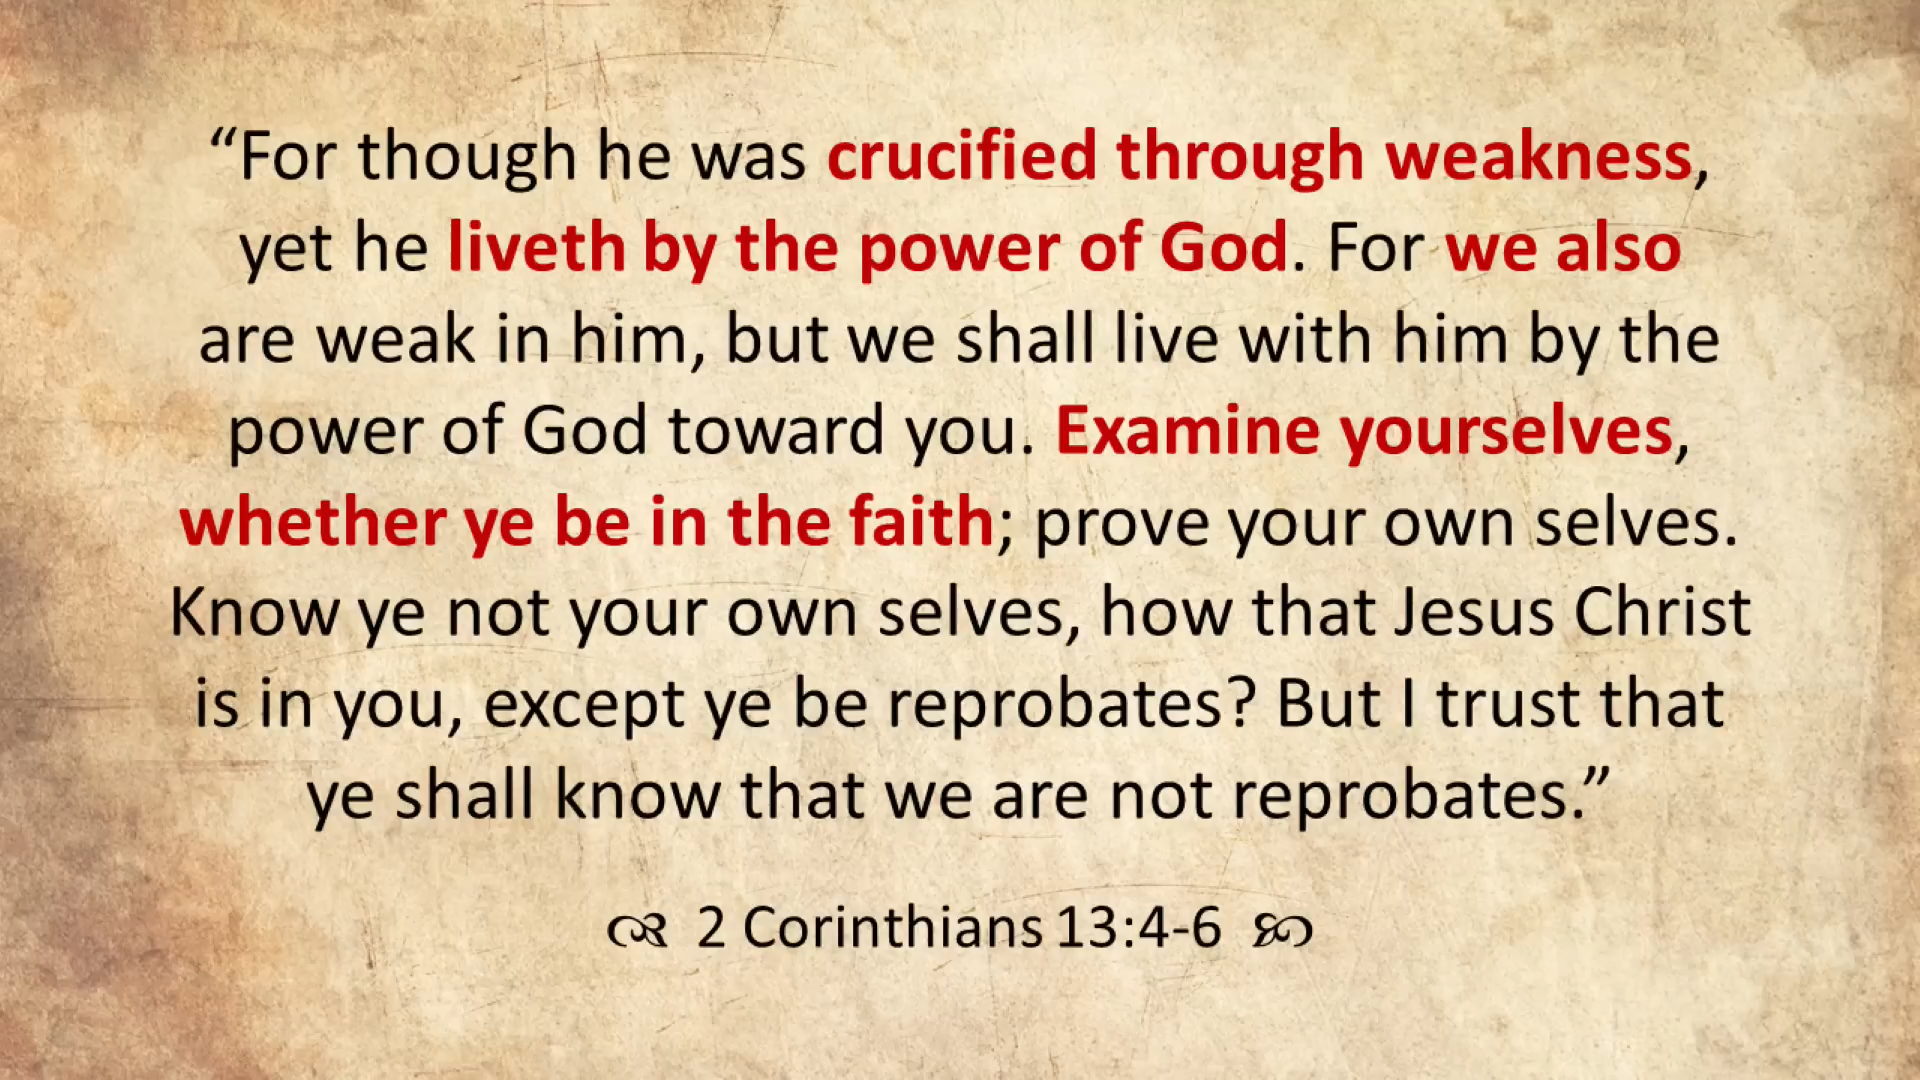 “For though he was crucified through weakness,
yet he liveth by the power of God. For we also
are weak in him, but we shall live with him by the
power of God toward you. Examine yourselves,
whether ye be in the faith; prove your own selves.
Know ye not your own selves, how that Jesus Christ
is in you, except ye be reprobates? But I trust that
ye shall know that we are not reprobates.”
2 Corinthians 13:4-6